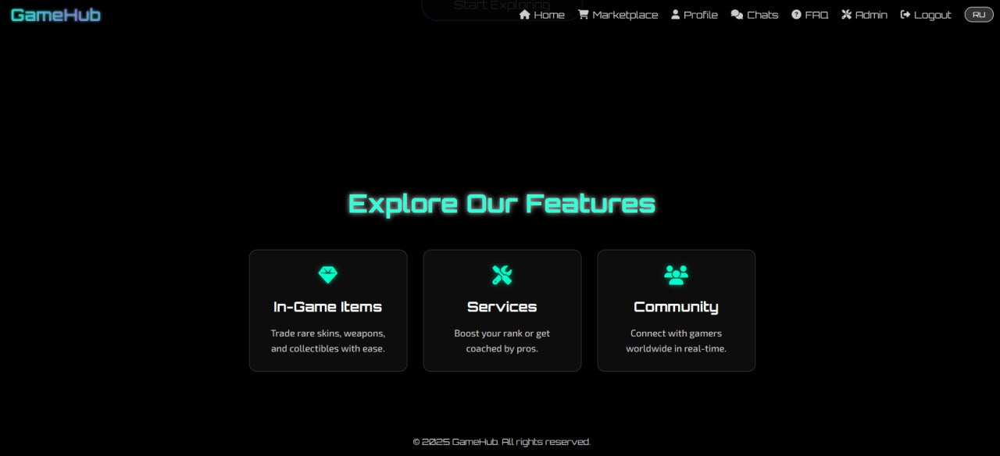 GameHub
Start Exploring
Home Marketplace Profile Chats FAQ Admin Logout RU
Explore Our Features
In-Game Items
Trade rare skins, weapons,
and collectibles with ease.
Services
Boost your rank or get
coached by pros.
Community
Connect with gamers
worldwide in real-time.
© 2025 GameHub. All rights reserved.